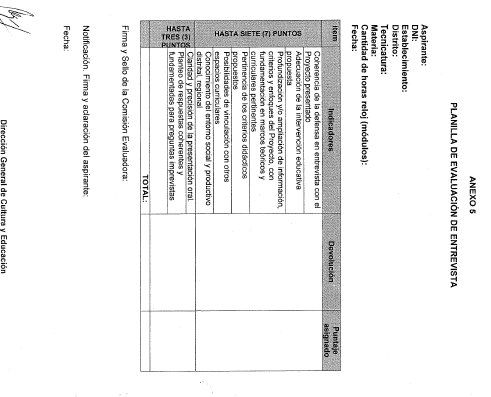 ANEXO 5
PLANILLA DE EVALUACIÓN DE ENTREVISTA
Aspirante:
DNI:
Establecimiento:
Distrito:
Tecnicatura:
Materia:
Cantidad de horas reloj (módulos):
Fecha:
Item
Indicadores
Devolución
Puntaje
asignado
HASTA SIETE (7) PUNTOS
Coherencia de la defensa en entrevista con el
Proyecto presentado
Adecuación de la intervención educativa
propuesta
Profundización y/o ampliación de información,
criterios y enfoques del Proyecto, con
fundamentación en marcos teóricos y
curriculares pertinentes
Pertinencia de los criterios didácticos
propuestos
Posibilidades de vinculación con otros
espacios curriculares
Conocimiento del entorno social y productivo
distrital, regional
HASTA
TRES (3)
PUNTOS
Claridad y precisión de la presentación oral.
Planteo de respuestas coherentes y
fundamentadas para preguntas imprevistas
TOTAL:
Firma y Sello de la Comisión Evaluadora:
Notificación. Firma y aclaración del aspirante:
Fecha:
Dirección General de Cultura y Educación